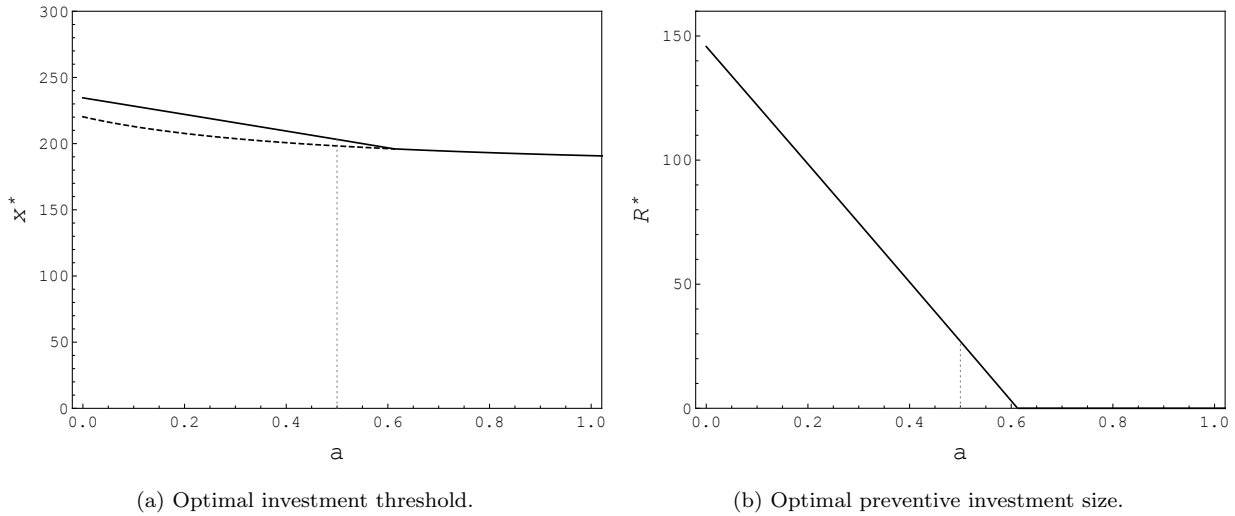 300
250
200
150
100
50
0
x*
0.0 0.2 0.4 0.6 0.8 1.0
a
(a) Optimal investment threshold.
150
100
50
0
R*
0.0 0.2 0.4 0.6 0.8 1.0
a
(b) Optimal preventive investment size.